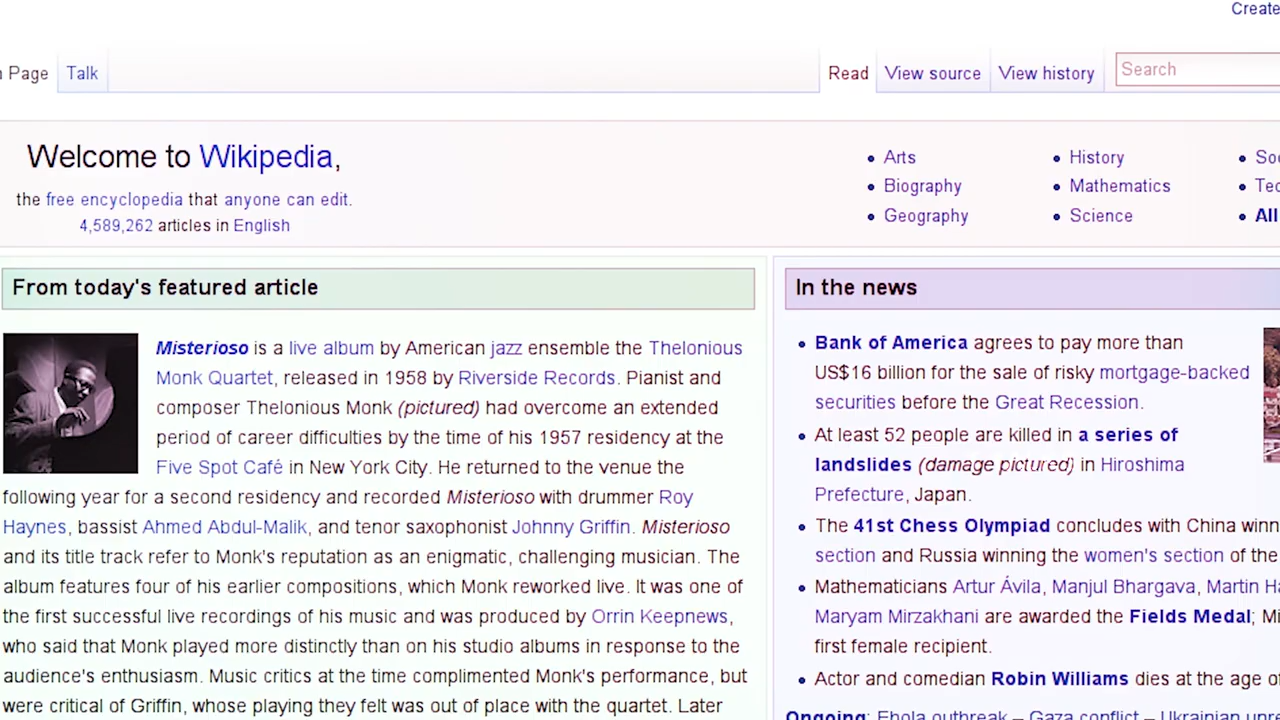 Create
Page
Talk
Read
View source
View history
Search
Welcome to Wikipedia,
the free encyclopedia that anyone can edit.
4,589,262 articles in English
• Arts
• Biography
• Geography
• History
• Mathematics
• Science
• All
From today's featured article
Misterioso is a live album by American jazz ensemble the Thelonious
Monk Quartet, released in 1958 by Riverside Records. Pianist and
composer Thelonious Monk (pictured) had overcome an extended
period of career difficulties by the time of his 1957 residency at the
Five Spot Café in New York City. He returned to the venue the
following year for a second residency and recorded Misterioso with drummer Roy
Haynes, bassist Ahmed Abdul-Malik, and tenor saxophonist Johnny Griffin. Misterioso
and its title track refer to Monk's reputation as an enigmatic, challenging musician. The
album features four of his earlier compositions, which Monk reworked live. It was one of
the first successful live recordings of his music and was produced by Orrin Keepnews,
who said that Monk played more distinctly than on his studio albums in response to the
audience's enthusiasm. Music critics at the time complimented Monk's performance, but
were critical of Griffin, whose playing they felt was out of place with the quartet. Later
In the news
• Bank of America agrees to pay more than
US$16 billion for the sale of risky mortgage-backed
securities before the Great Recession.
• At least 52 people are killed in a series of
landslides (damage pictured) in Hiroshima
Prefecture, Japan.
• The 41st Chess Olympiad concludes with China
section and Russia winning the women's section of the
• Mathematicians Artur Ávila, Manjul Bhargava, Martin
Maryam Mirzakhani are awarded the Fields Medal;
first female recipient.
• Actor and comedian Robin Williams dies at the age of
Ongoing: Ebola outbreak – Gaza conflict – Ukrainian